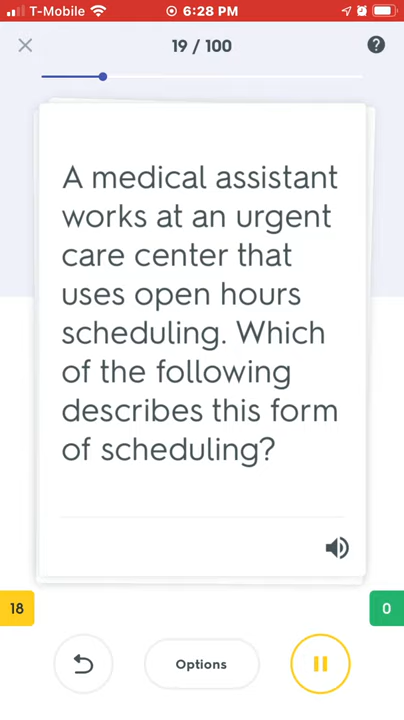 T-Mobile 6:28 PM
19 / 100
?
A medical assistant
works at an urgent
care center that
uses open hours
scheduling. Which
of the following
describes this form
of scheduling?
18
0
Options